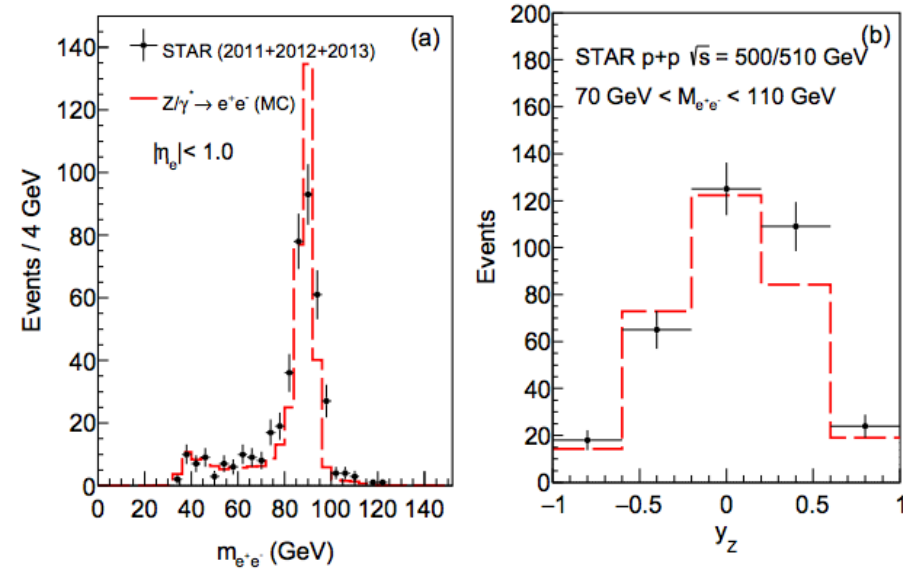 (a)
STAR (2011+2012+2013)
Z/γ* → e⁺e⁻ (MC)
|ηₑ| < 1.0
Events / 4 GeV
140
120
100
80
60
40
20
0
0 20 40 60 80 100 120 140
m_e⁺e⁻ (GeV)
(b)
STAR p+p √s = 500/510 GeV
70 GeV < M_e⁺e⁻ < 110 GeV
Events
200
180
160
140
120
100
80
60
40
20
0
−1 −0.5 0 0.5 1
y_Z